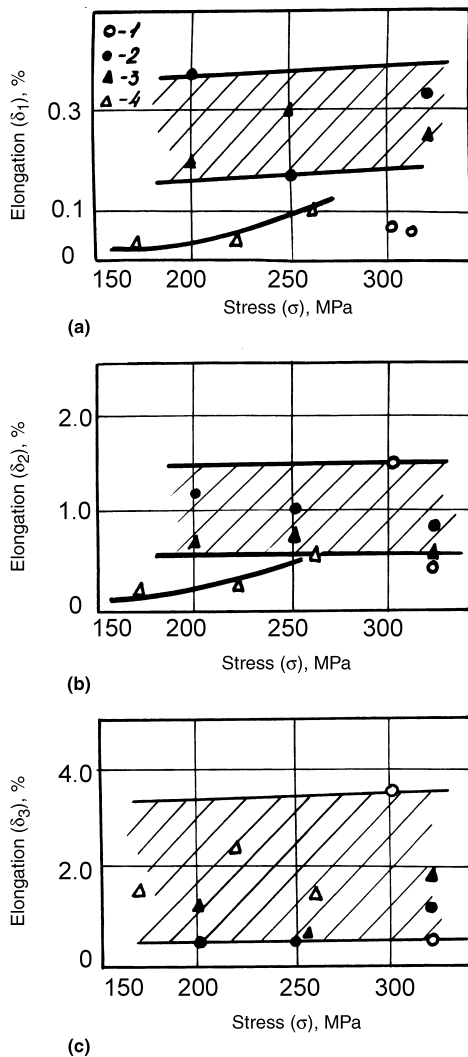 -1
-2
-3
-4
Elongation (δ1), %
0.3
0.1
0
150 200 250 300
Stress (σ), MPa
(a)
Elongation (δ2), %
2.0
1.0
0
150 200 250 300
Stress (σ), MPa
(b)
Elongation (δ3), %
4.0
2.0
0
150 200 250 300
Stress (σ), MPa
(c)